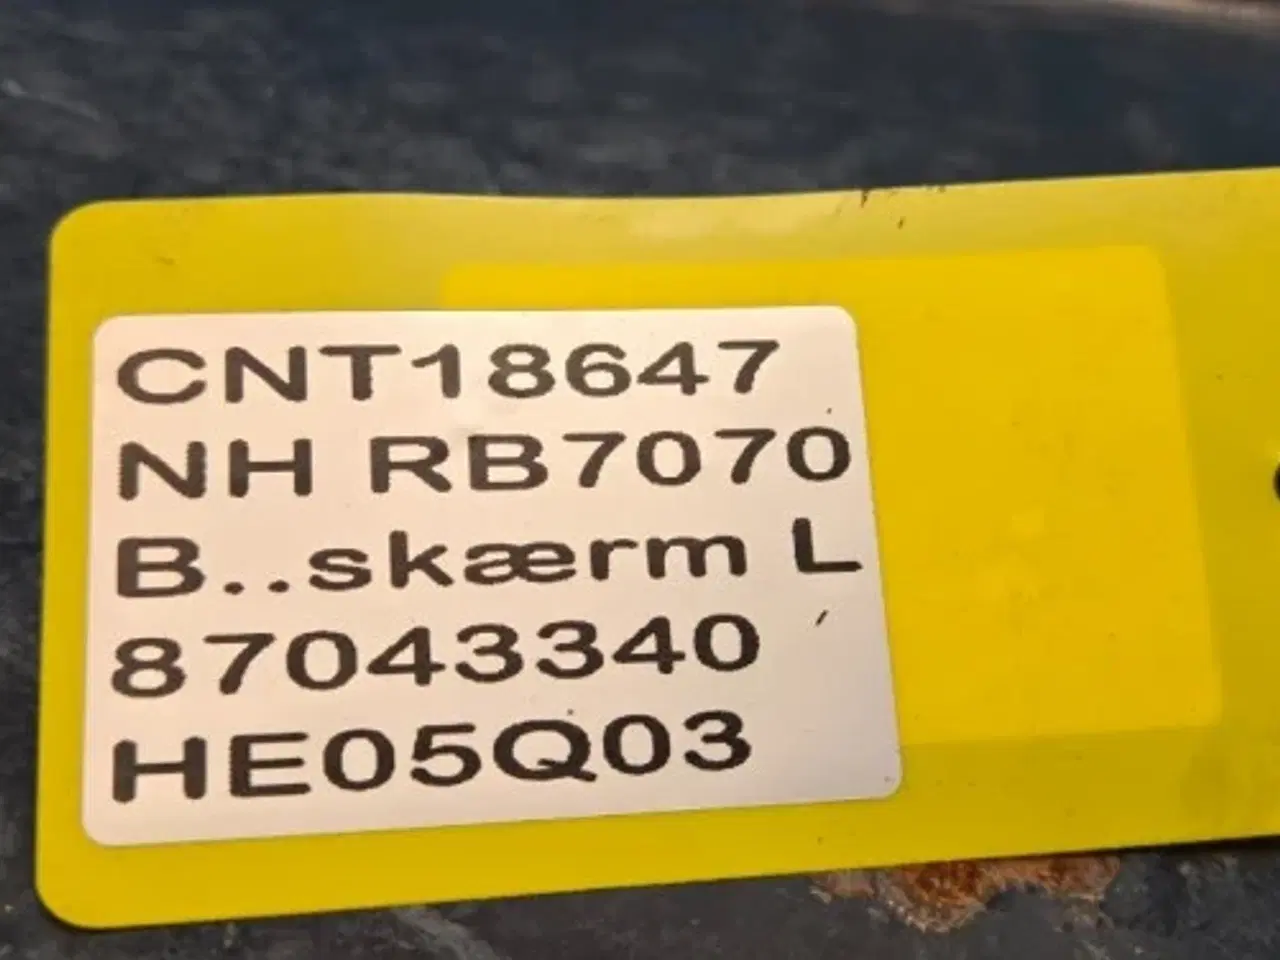 CNT18647
NH RB7070
B..skærm L
87043340
HE05Q03